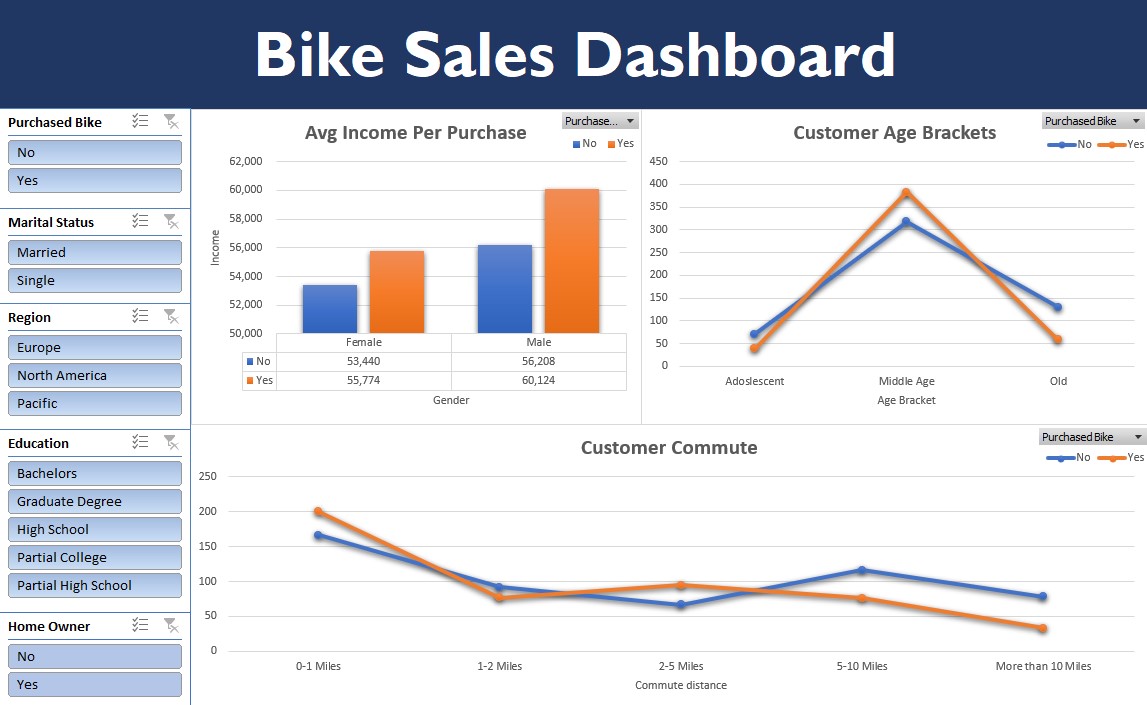 Bike Sales Dashboard
Purchased Bike
No
Yes
Marital Status
Married
Single
Region
Europe
North America
Pacific
Education
Bachelors
Graduate Degree
High School
Partial College
Partial High School
Home Owner
No
Yes
Avg Income Per Purchase
Purchase...
No Yes
Income
62,000
60,000
58,000
56,000
54,000
52,000
50,000
Female Male
No 53,440 56,208
Yes 55,774 60,124
Gender
Customer Age Brackets
Purchased Bike
No Yes
450
400
350
300
250
200
150
100
50
0
Adoslescent Middle Age Old
Age Bracket
Customer Commute
Purchased Bike
No Yes
250
200
150
100
50
0
0-1 Miles 1-2 Miles 2-5 Miles 5-10 Miles More than 10 Miles
Commute distance